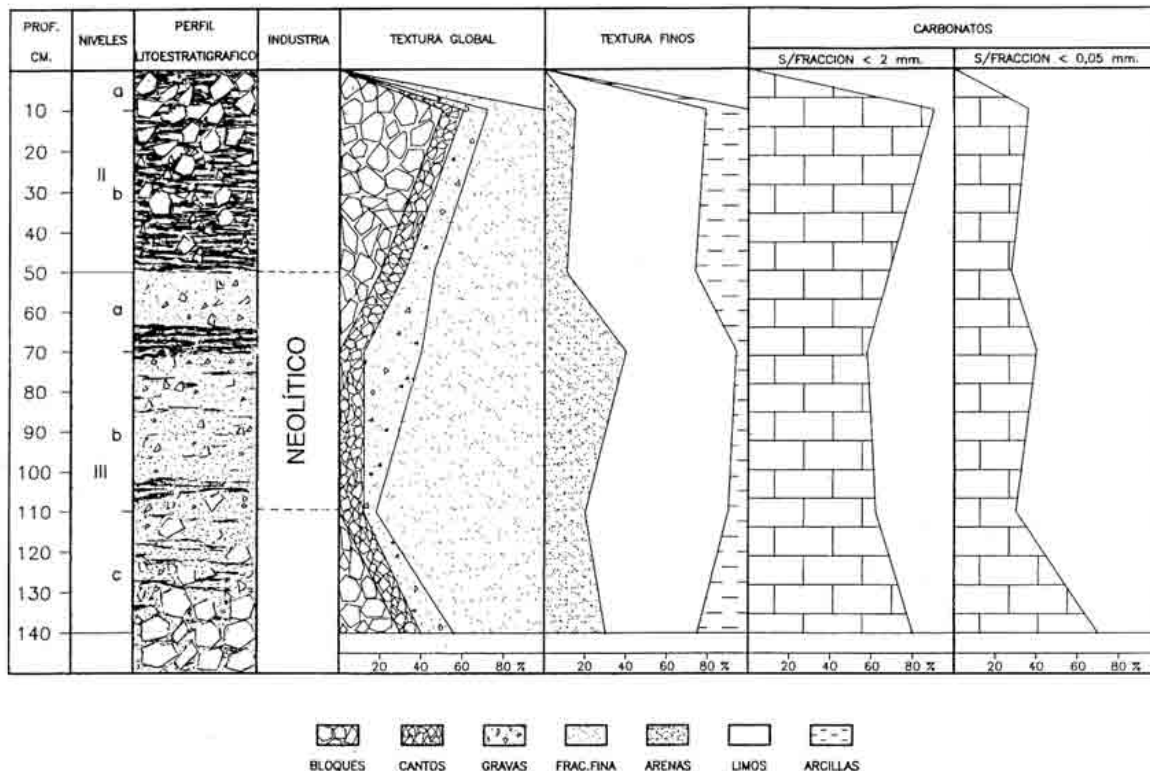 PROF. CM.
NIVELES
PERFIL LITOESTRATIGRAFICO
INDUSTRIA
TEXTURA GLOBAL
TEXTURA FINOS
CARBONATOS
S/FRACCION < 2 mm.
S/FRACCION < 0,05 mm.
10
20
30
40
50
60
70
80
90
100
110
120
130
140
a
II
b
a
b
III
c
NEOLÍTICO
20 40 60 80 %
20 40 60 80 %
20 40 60 80 %
20 40 60 80 %
BLOQUES CANTOS GRAVAS FRAC.FINA ARENAS LIMOS ARCILLAS